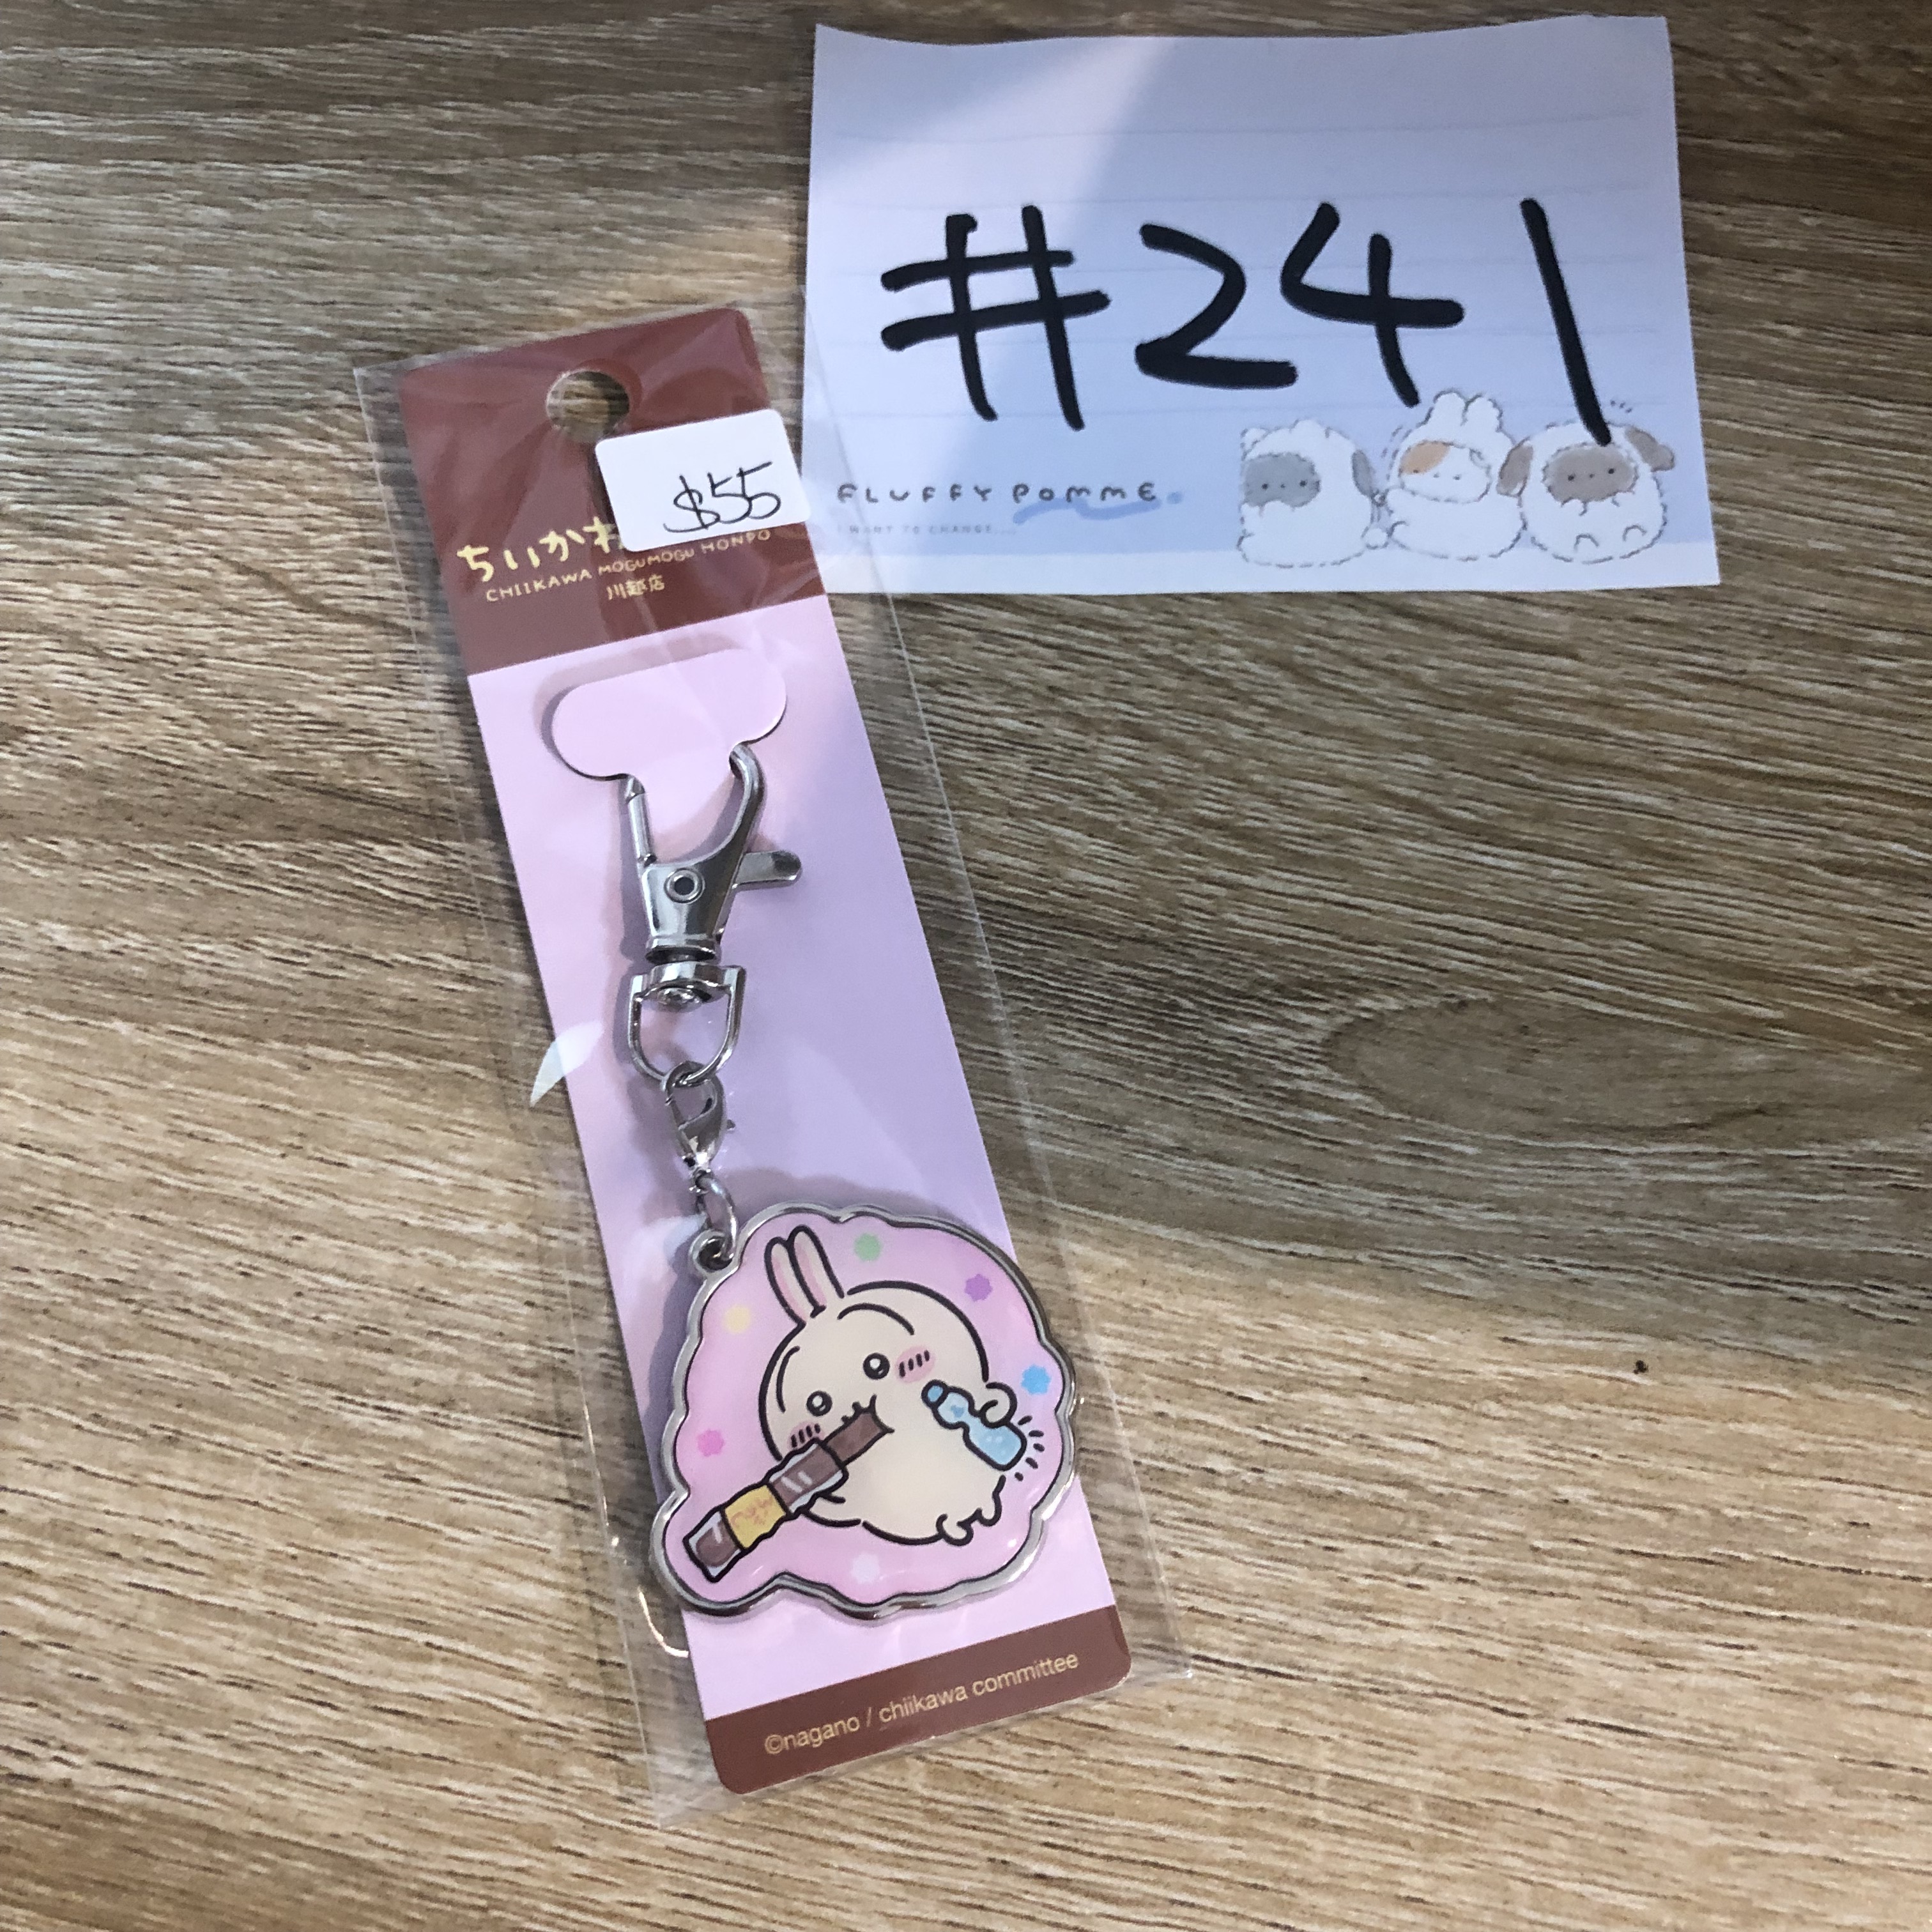 #241
FLUFFY POMME.
I WANT TO CHANGE....
$55
ちいかわ
CHIIKAWA MOGUMOGU HONPO
川越店
©nagano / chiikawa committee